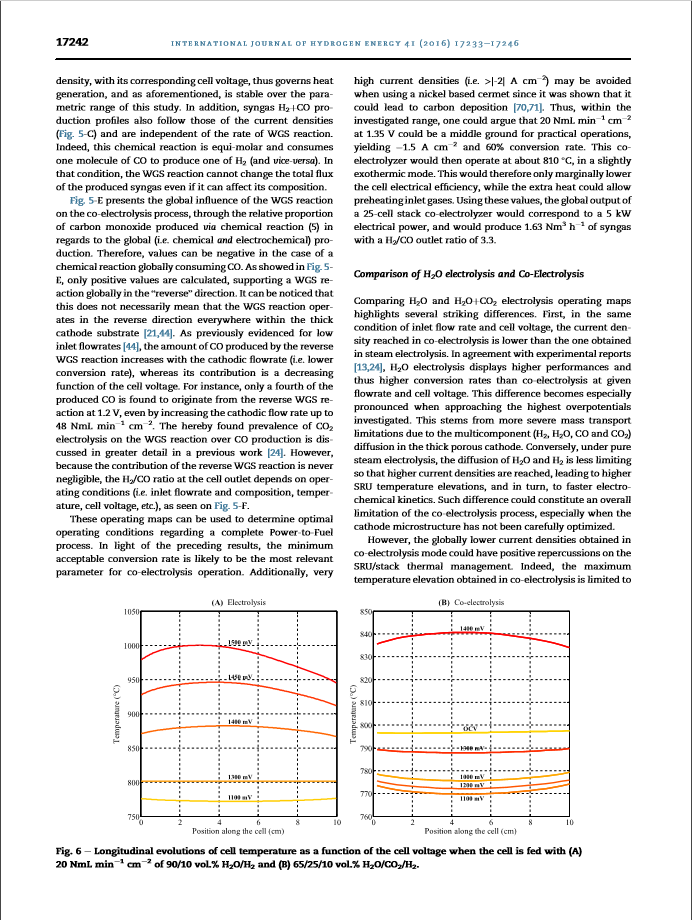 17242
INTERNATIONAL JOURNAL OF HYDROGEN ENERGY 41 (2016) 17233–17246
density, with its corresponding cell voltage, thus governs heat
generation, and as aforementioned, is stable over the para-
metric range of this study. In addition, syngas H₂+CO pro-
duction profiles also follow those of the current densities
(Fig. 5-C) and are independent of the rate of WGS reaction.
Indeed, this chemical reaction is equi-molar and consumes
one molecule of CO to produce one of H₂ (and vice-versa). In
that condition, the WGS reaction cannot change the total flux
of the produced syngas even if it can affect its composition.
Fig. 5-E presents the global influence of the WGS reaction
on the co-electrolysis process, through the relative proportion
of carbon monoxide produced via chemical reaction (5) in
regards to the global (i.e. chemical and electrochemical) pro-
duction. Therefore, values can be negative in the case of a
chemical reaction globally consuming CO. As showed in Fig. 5-
E, only positive values are calculated, supporting a WGS re-
action globally in the "reverse" direction. It can be noticed that
this does not necessarily mean that the WGS reaction oper-
ates in the reverse direction everywhere within the thick
cathode substrate [21,44]. As previously evidenced for low
inlet flowrates [44], the amount of CO produced by the reverse
WGS reaction increases with the cathodic flowrate (i.e. lower
conversion rate), whereas its contribution is a decreasing
function of the cell voltage. For instance, only a fourth of the
produced CO is found to originate from the reverse WGS re-
action at 1.2 V, even by increasing the cathodic flow rate up to
48 NmL min⁻¹ cm⁻². The hereby found prevalence of CO₂
electrolysis on the WGS reaction over CO production is dis-
cussed in greater detail in a previous work [24]. However,
because the contribution of the reverse WGS reaction is never
negligible, the H₂/CO ratio at the cell outlet depends on oper-
ating conditions (i.e. inlet flowrate and composition, temper-
ature, cell voltage, etc.), as seen on Fig. 5-F.
These operating maps can be used to determine optimal
operating conditions regarding a complete Power-to-Fuel
process. In light of the preceding results, the minimum
acceptable conversion rate is likely to be the most relevant
parameter for co-electrolysis operation. Additionally, very
high current densities (i.e. >|-2| A cm⁻²) may be avoided
when using a nickel based cermet since it was shown that it
could lead to carbon deposition [70,71]. Thus, within the
investigated range, one could argue that 20 NmL min⁻¹ cm⁻²
at 1.35 V could be a middle ground for practical operations,
yielding −1.5 A cm⁻² and 60% conversion rate. This co-
electrolyzer would then operate at about 810 °C, in a slightly
exothermic mode. This would therefore only marginally lower
the cell electrical efficiency, while the extra heat could allow
preheating inlet gases. Using these values, the global output of
a 25-cell stack co-electrolyzer would correspond to a 5 kW
electrical power, and would produce 1.63 Nm³ h⁻¹ of syngas
with a H₂/CO outlet ratio of 3.3.
Comparison of H₂O electrolysis and Co-Electrolysis
Comparing H₂O and H₂O+CO₂ electrolysis operating maps
highlights several striking differences. First, in the same
condition of inlet flow rate and cell voltage, the current den-
sity reached in co-electrolysis is lower than the one obtained
in steam electrolysis. In agreement with experimental reports
[13,24], H₂O electrolysis displays higher performances and
thus higher conversion rates than co-electrolysis at given
flowrate and cell voltage. This difference becomes especially
pronounced when approaching the highest overpotentials
investigated. This stems from more severe mass transport
limitations due to the multicomponent (H₂, H₂O, CO and CO₂)
diffusion in the thick porous cathode. Conversely, under pure
steam electrolysis, the diffusion of H₂O and H₂ is less limiting
so that higher current densities are reached, leading to higher
SRU temperature elevations, and in turn, to faster electro-
chemical kinetics. Such difference could constitute an overall
limitation of the co-electrolysis process, especially when the
cathode microstructure has not been carefully optimized.
However, the globally lower current densities obtained in
co-electrolysis mode could have positive repercussions on the
SRU/stack thermal management. Indeed, the maximum
temperature elevation obtained in co-electrolysis is limited to
(A) Electrolysis
1050
1000
950
900
850
800
750
Temperature (°C)
1500 mV
1450 mV
1400 mV
1300 mV
1100 mV
0 2 4 6 8 10
Position along the cell (cm)
(B) Co-electrolysis
850
840
830
820
810
800
790
780
770
760
Temperature (°C)
1400 mV
OCV
1300 mV
1000 mV
1200 mV
1100 mV
0 2 4 6 8 10
Position along the cell (cm)
Fig. 6 − Longitudinal evolutions of cell temperature as a function of the cell voltage when the cell is fed with (A)
20 NmL min⁻¹ cm⁻² of 90/10 vol.% H₂O/H₂ and (B) 65/25/10 vol.% H₂O/CO₂/H₂.